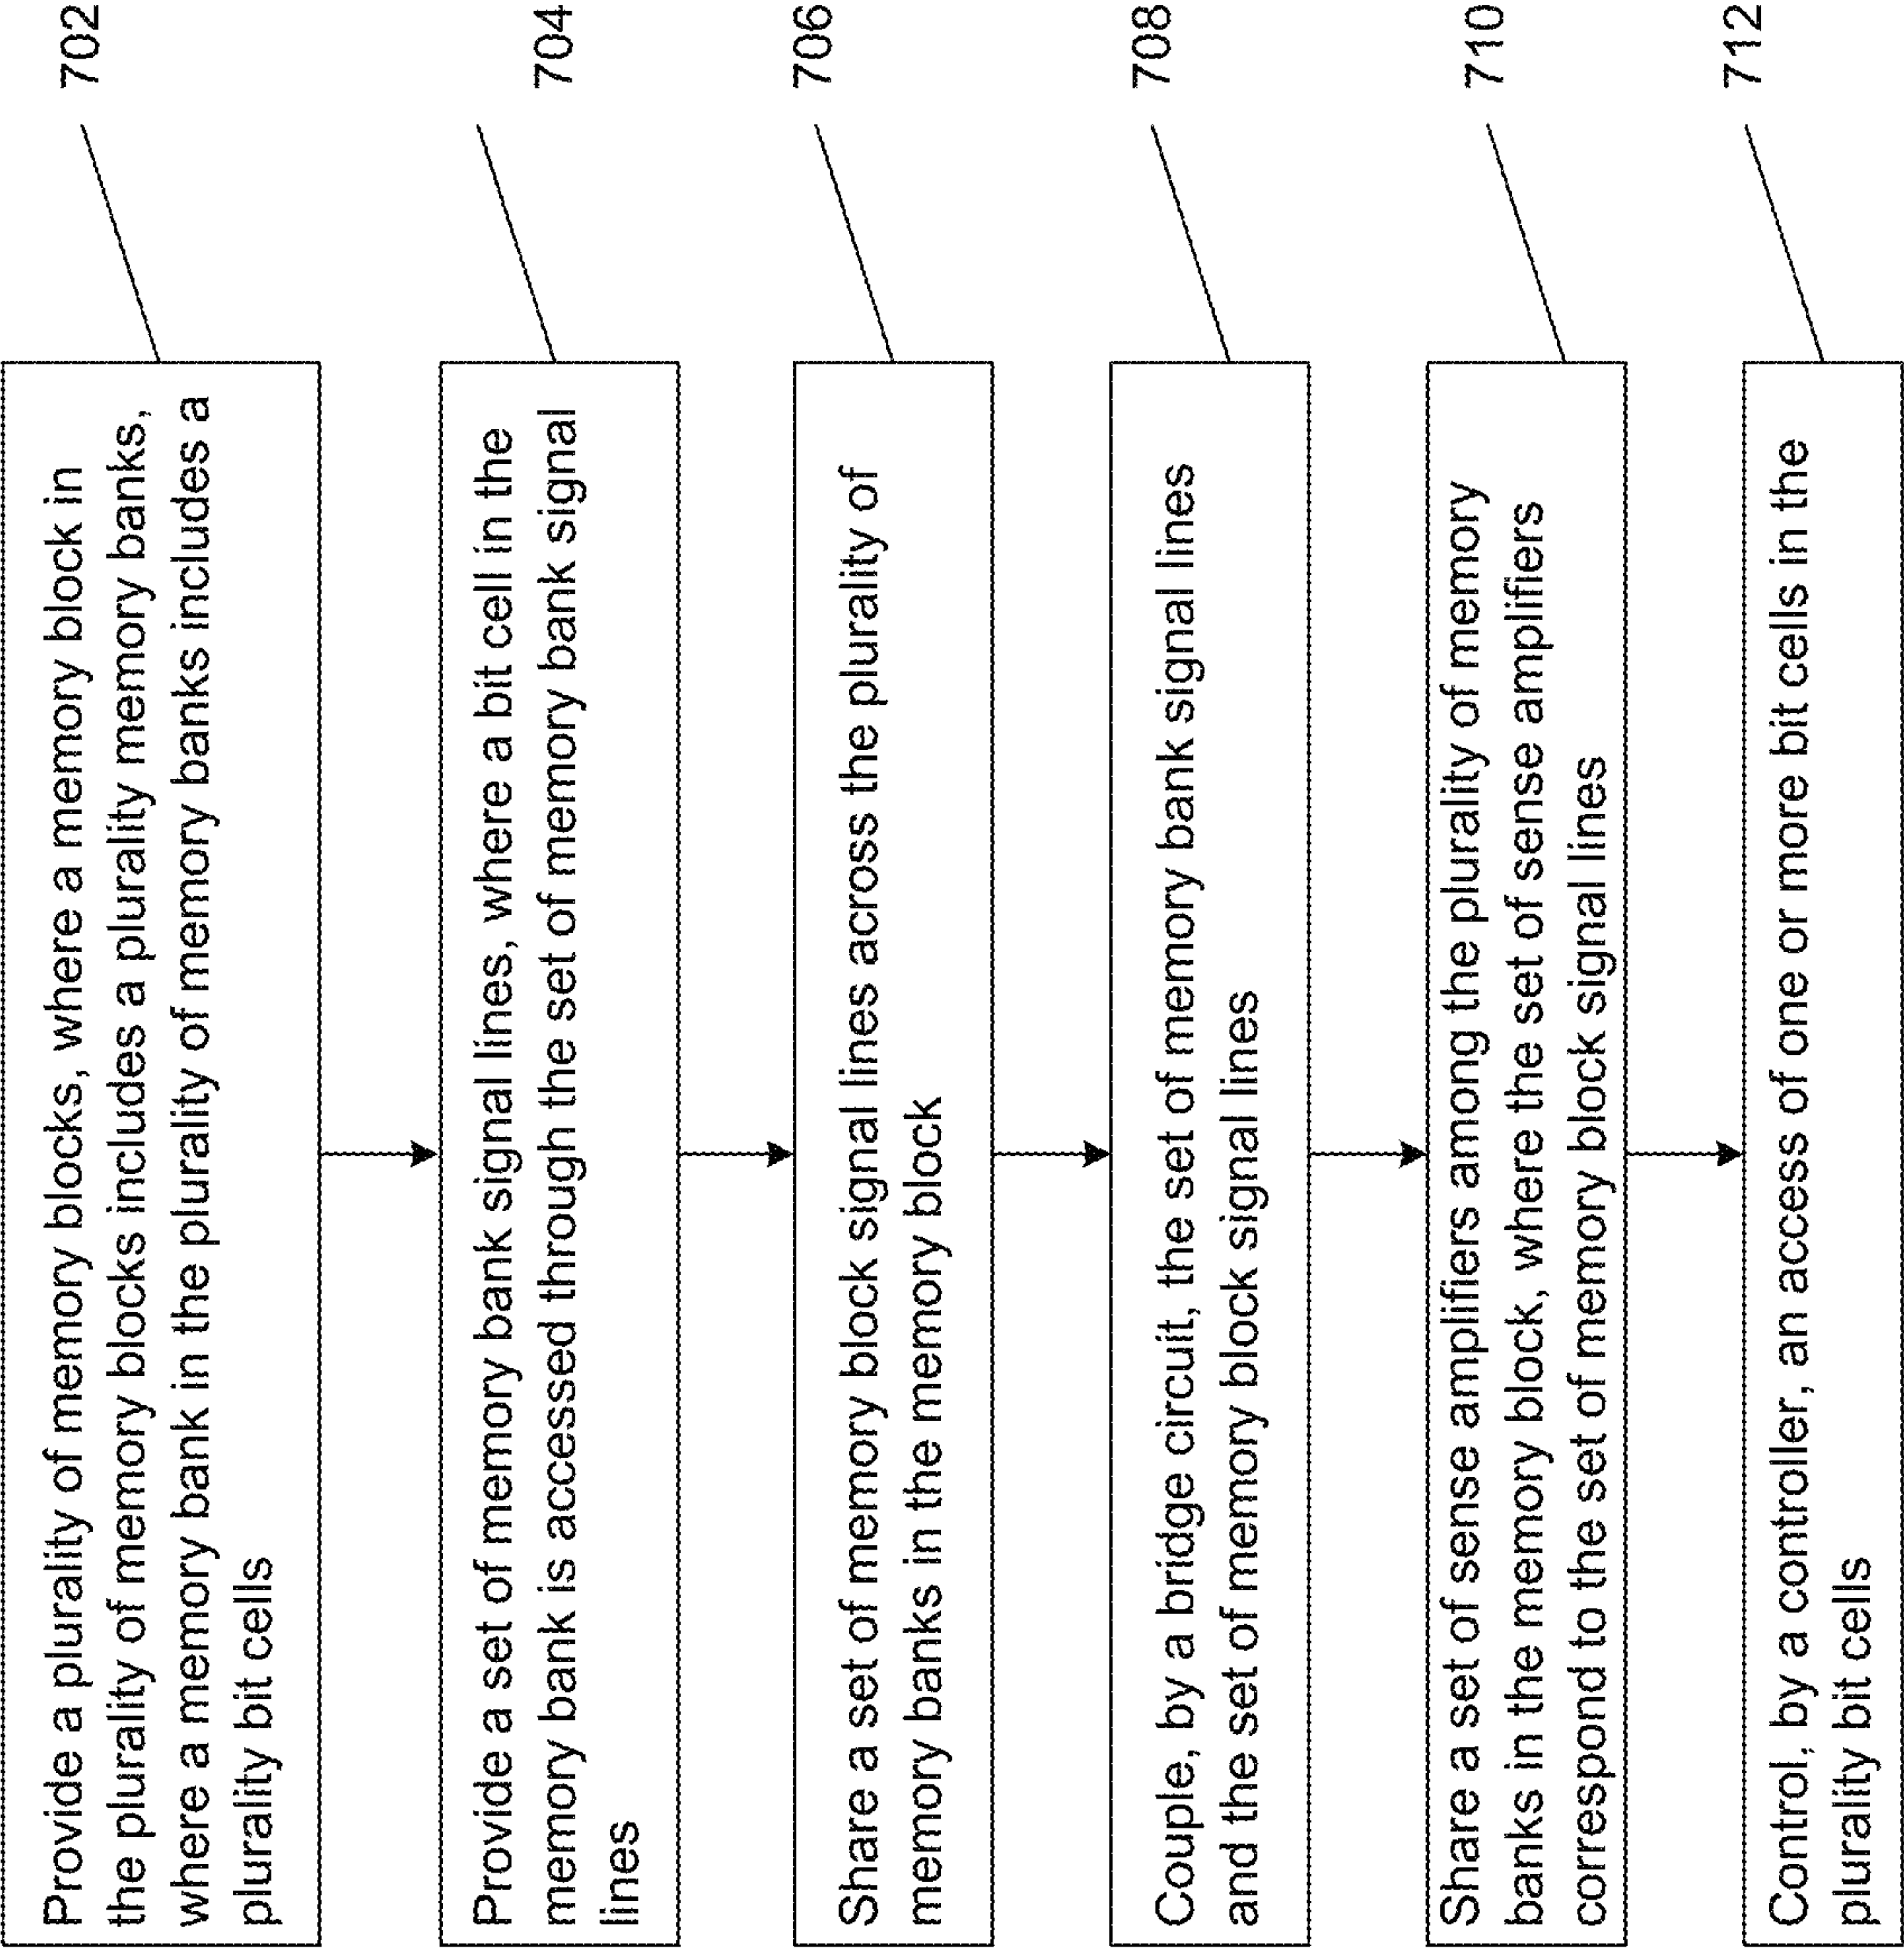 Provide a plurality of memory blocks, where a memory block in
the plurality of memory blocks includes a plurality memory banks,
where a memory bank in the plurality of memory banks includes a
plurality bit cells
702
Provide a set of memory bank signal lines, where a bit cell in the
memory bank is accessed through the set of memory bank signal
lines
704
Share a set of memory block signal lines across the plurality of
memory banks in the memory block
706
Couple, by a bridge circuit, the set of memory bank signal lines
and the set of memory block signal lines
708
Share a set of sense amplifiers among the plurality of memory
banks in the memory block, where the set of sense amplifiers
correspond to the set of memory block signal lines
710
Control, by a controller, an access of one or more bit cells in the
plurality bit cells
712